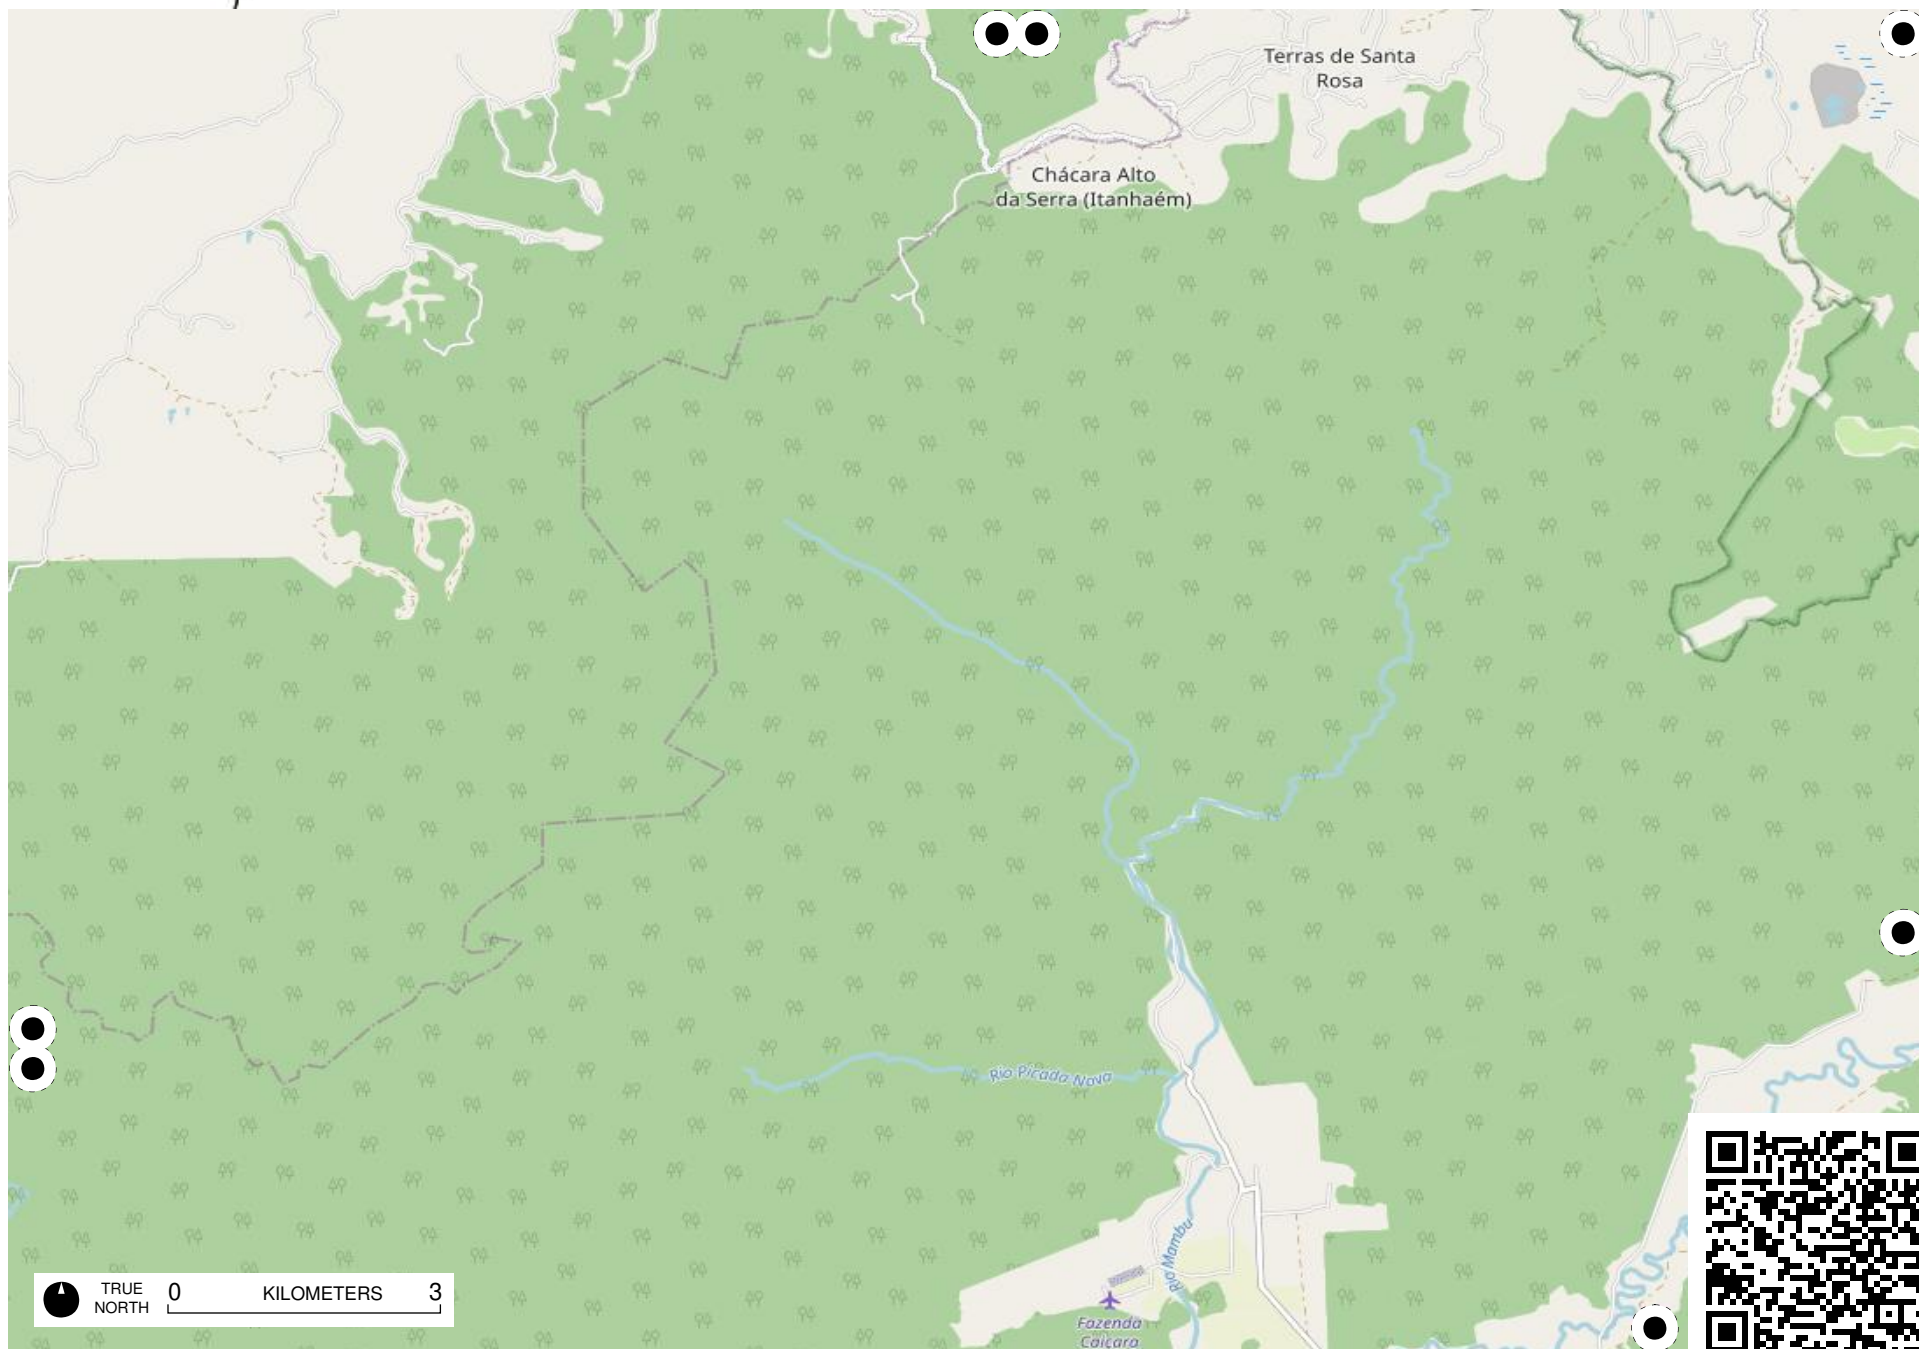 Terras de Santa
Rosa
Chácara Alto
da Serra (Itanhaém)
Rio Picada Nova
Rio Mambu
Fazenda
Caiçara
TRUE
NORTH
0 KILOMETERS 3